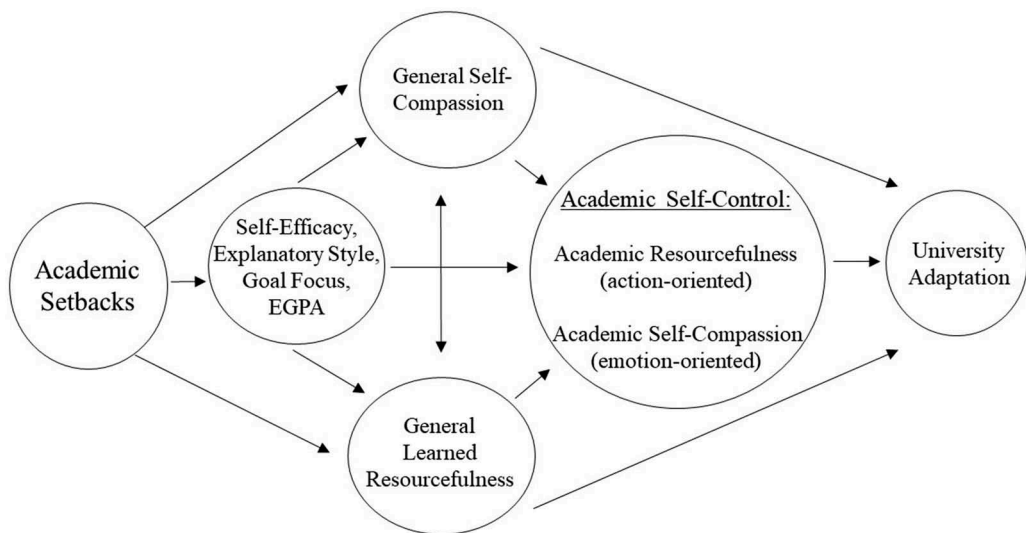 General Self-
Compassion
Academic
Setbacks
Self-Efficacy,
Explanatory Style,
Goal Focus,
EGPA
Academic Self-Control:
Academic Resourcefulness
(action-oriented)
Academic Self-Compassion
(emotion-oriented)
University
Adaptation
General
Learned
Resourcefulness